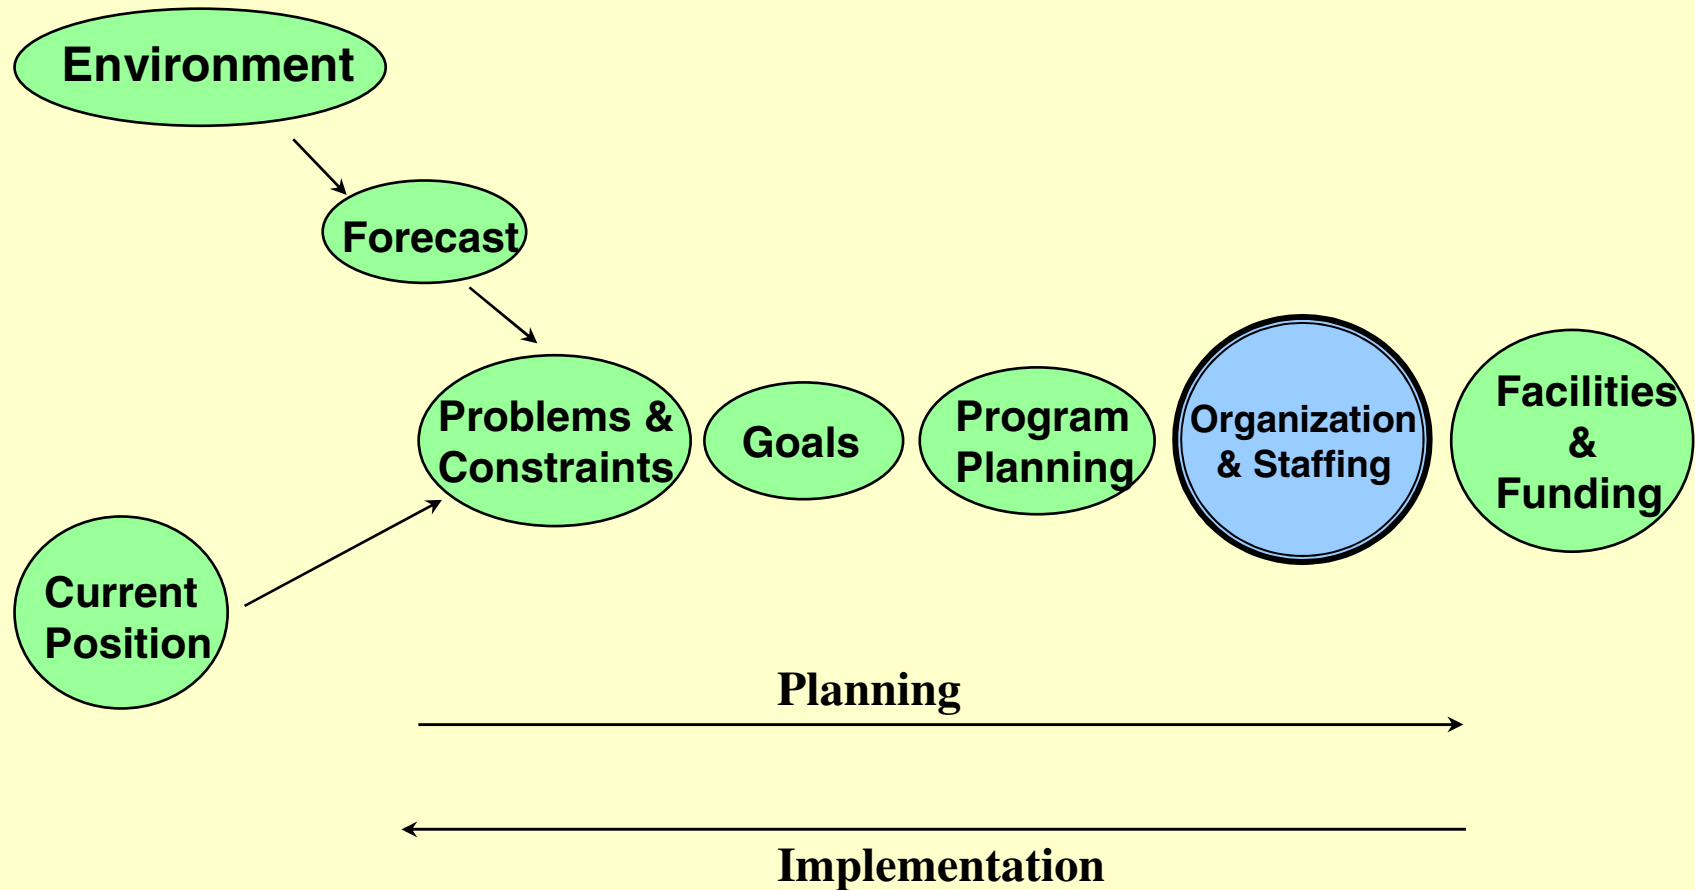 Environment
Forecast
Problems &
Constraints
Goals
Program
Planning
Organization
& Staffing
Facilities
&
Funding
Current
Position
Planning
Implementation